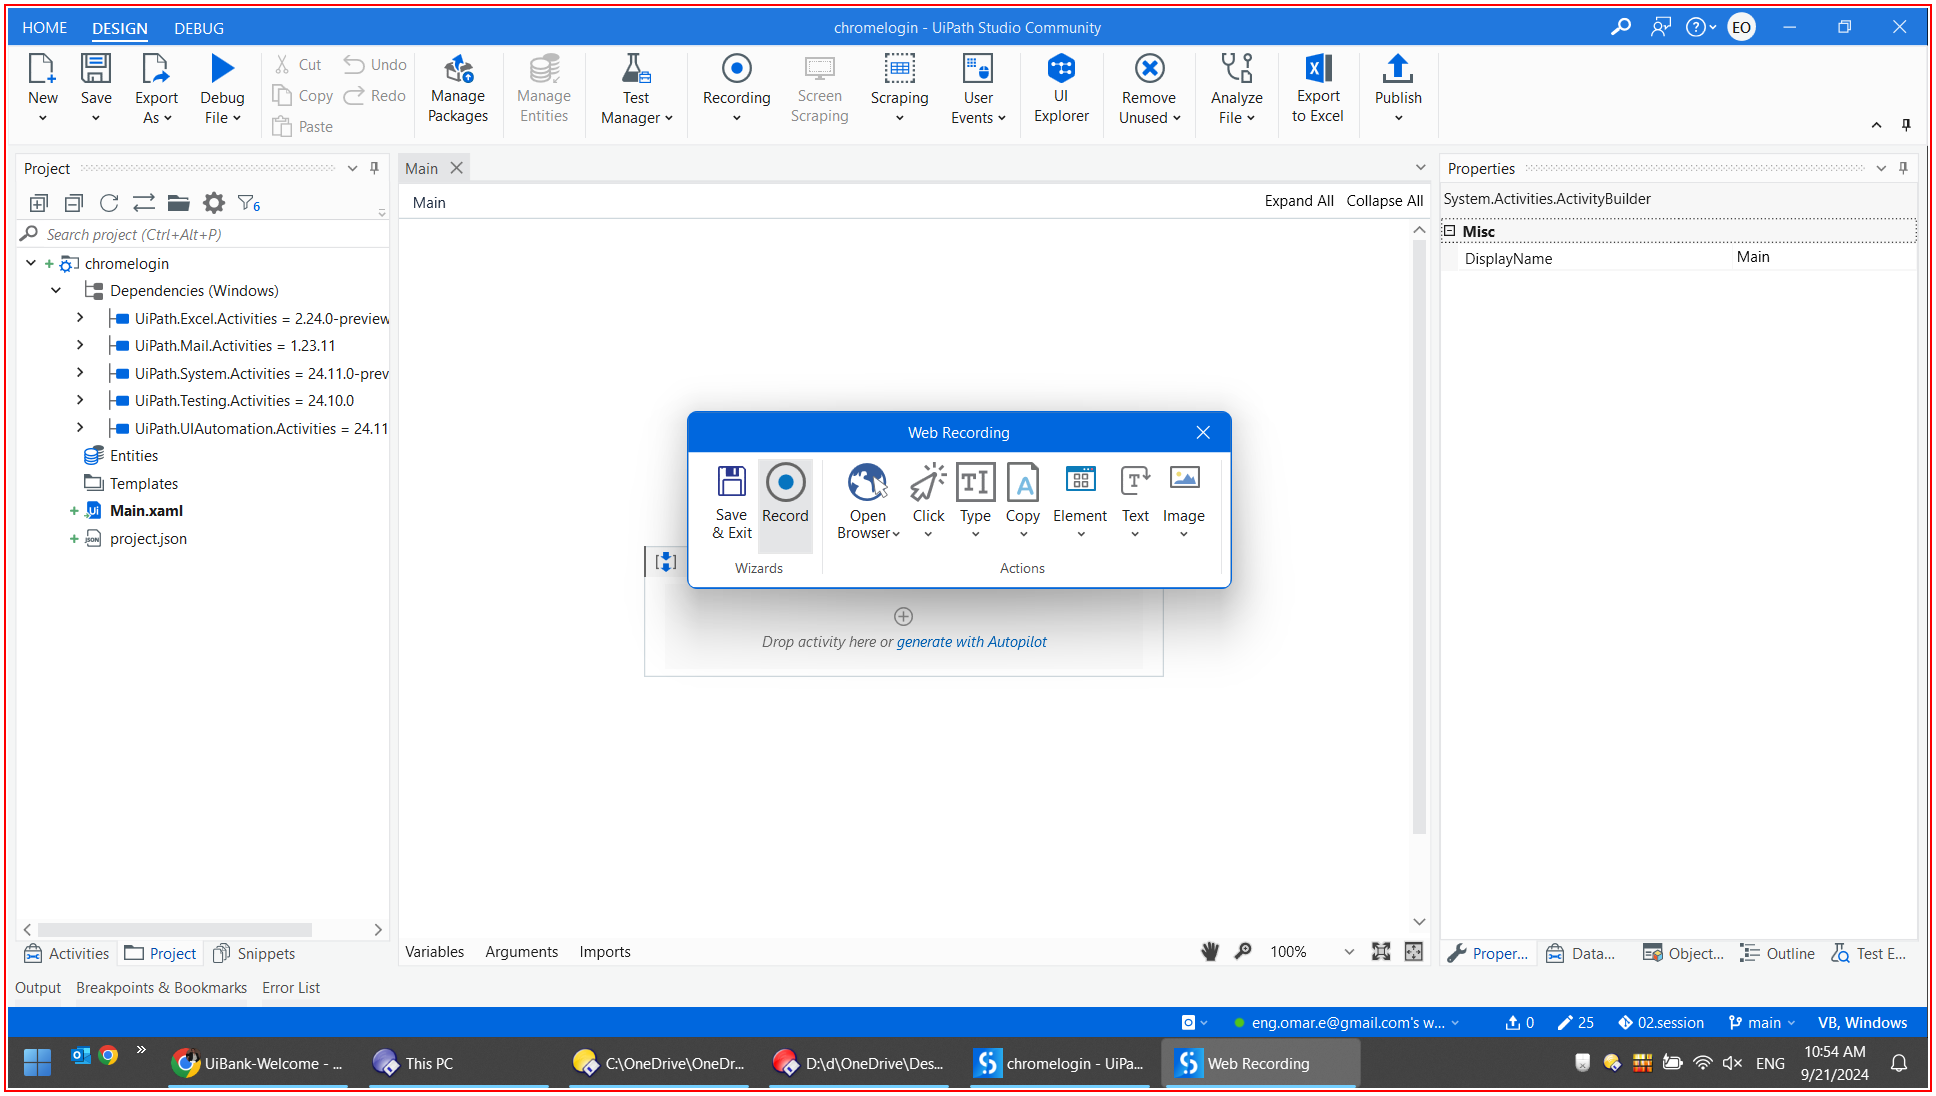 HOME DESIGN DEBUG
chromelogin - UiPath Studio Community
EO
New
Save
Export As
Debug File
Cut
Copy
Paste
Undo
Redo
Manage Packages
Manage Entities
Test Manager
Recording
Screen Scraping
Scraping
User Events
UI Explorer
Remove Unused
Analyze File
Export to Excel
Publish
Project
6
Search project (Ctrl+Alt+P)
chromelogin
Dependencies (Windows)
UiPath.Excel.Activities = 2.24.0-preview
UiPath.Mail.Activities = 1.23.11
UiPath.System.Activities = 24.11.0-prev
UiPath.Testing.Activities = 24.10.0
UiPath.UIAutomation.Activities = 24.11
Entities
Templates
Main.xaml
project.json
Activities Project Snippets
Main
Main
Expand All Collapse All
Web Recording
Save & Exit
Record
Wizards
Open Browser
Click
Type
Copy
Element
Text
Image
Actions
Drop activity here or generate with Autopilot
Variables Arguments Imports
100%
Properties
System.Activities.ActivityBuilder
Misc
DisplayName Main
Proper... Data... Object... Outline Test E...
Output Breakpoints & Bookmarks Error List
eng.omar.e@gmail.com's w... 0 25 02.session main VB, Windows
UiBank-Welcome - ...
This PC
C:\OneDrive\OneDr...
D:\d\OneDrive\Des...
chromelogin - UiPa...
Web Recording
ENG
10:54 AM
9/21/2024